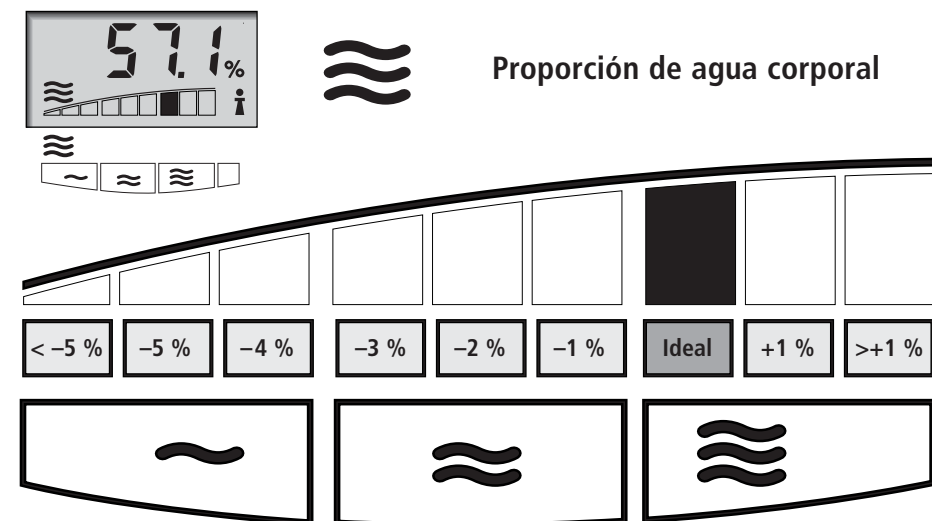 57.1 %
Proporción de agua corporal
< –5 % –5 % –4 % –3 % –2 % –1 % Ideal +1 % >+1 %